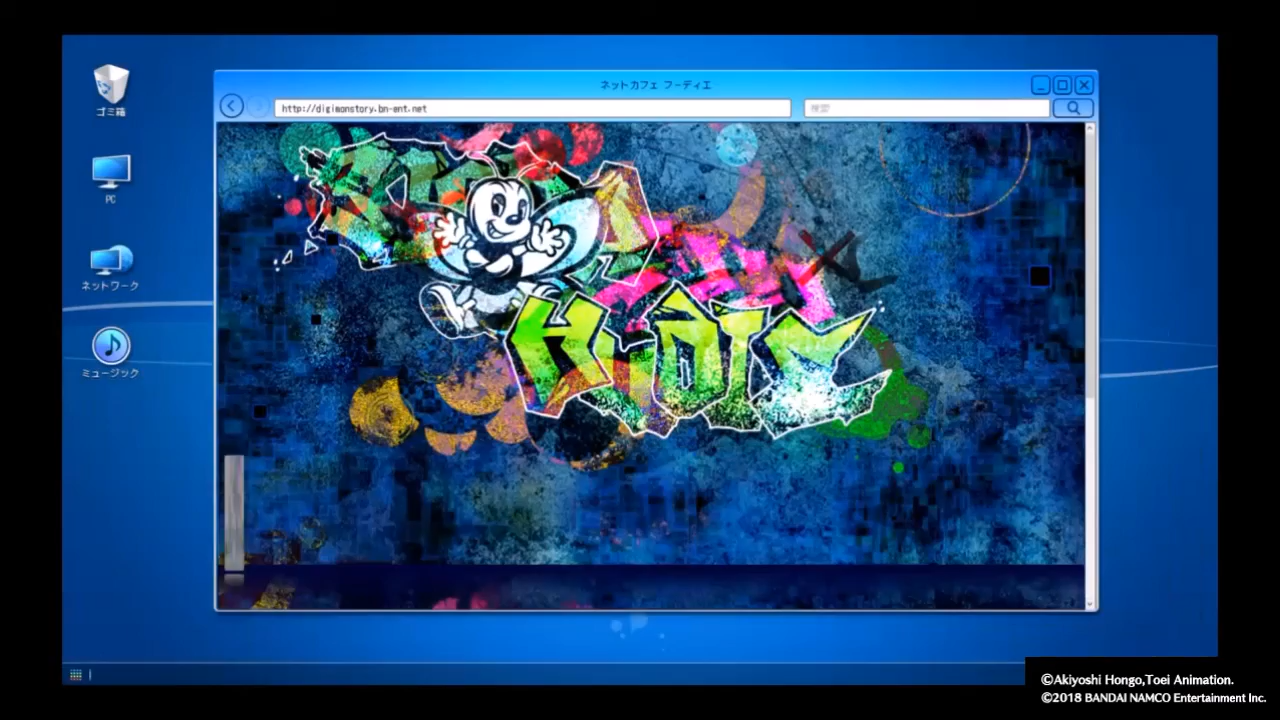 ネットカフェ フーディエ
http://digimonstory.bn-ent.net
検索
ゴミ箱
PC
ネットワーク
ミュージック
©Akiyoshi Hongo,Toei Animation.
©2018 BANDAI NAMCO Entertainment Inc.